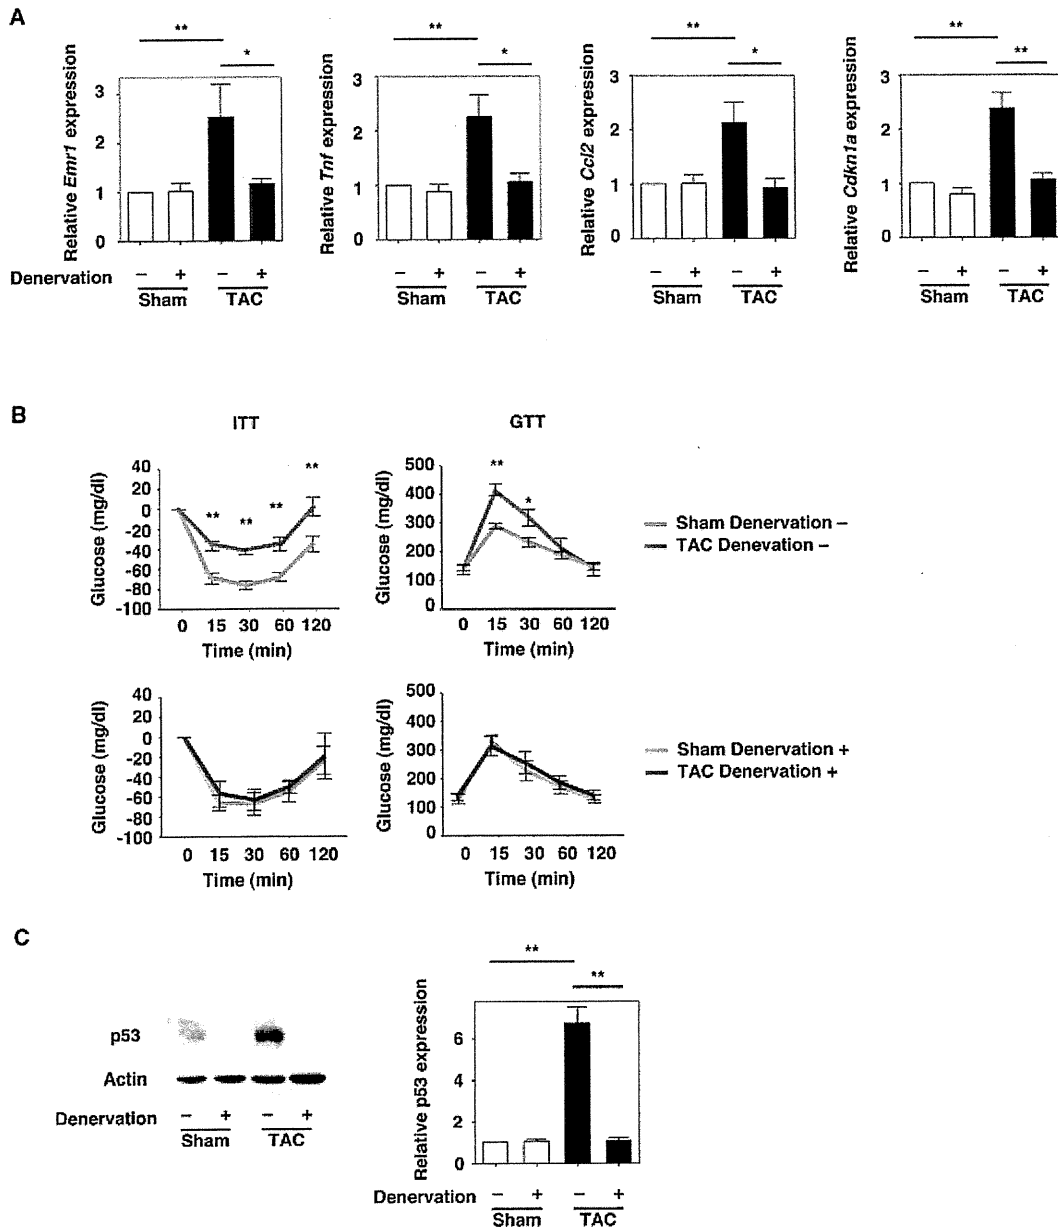 A
** * ** * ** * ** **
Relative Emr1 expression
3
2
1
0
Relative Tnf expression
3
2
1
0
Relative Ccl2 expression
3
2
1
0
Relative Cdkn1a expression
3
2
1
0
Denervation – + – + – + – + – + – + – + – +
Sham TAC Sham TAC Sham TAC Sham TAC
B
ITT GTT
Glucose (mg/dl)
40
20
0
-20
-40
-60
-80
-100
** ** ** **
0 15 30 60 120
Time (min)
Glucose (mg/dl)
500
400
300
200
100
0
** *
0 15 30 60 120
Time (min)
Sham Denervation –
TAC Denevation –
Glucose (mg/dl)
40
20
0
-20
-40
-60
-80
-100
0 15 30 60 120
Time (min)
Glucose (mg/dl)
500
400
300
200
100
0
0 15 30 60 120
Time (min)
Sham Denervation +
TAC Denervation +
C
p53
Actin
Denervation – + – +
Sham TAC
** **
Relative p53 expression
6
4
2
0
Denervation – + – +
Sham TAC